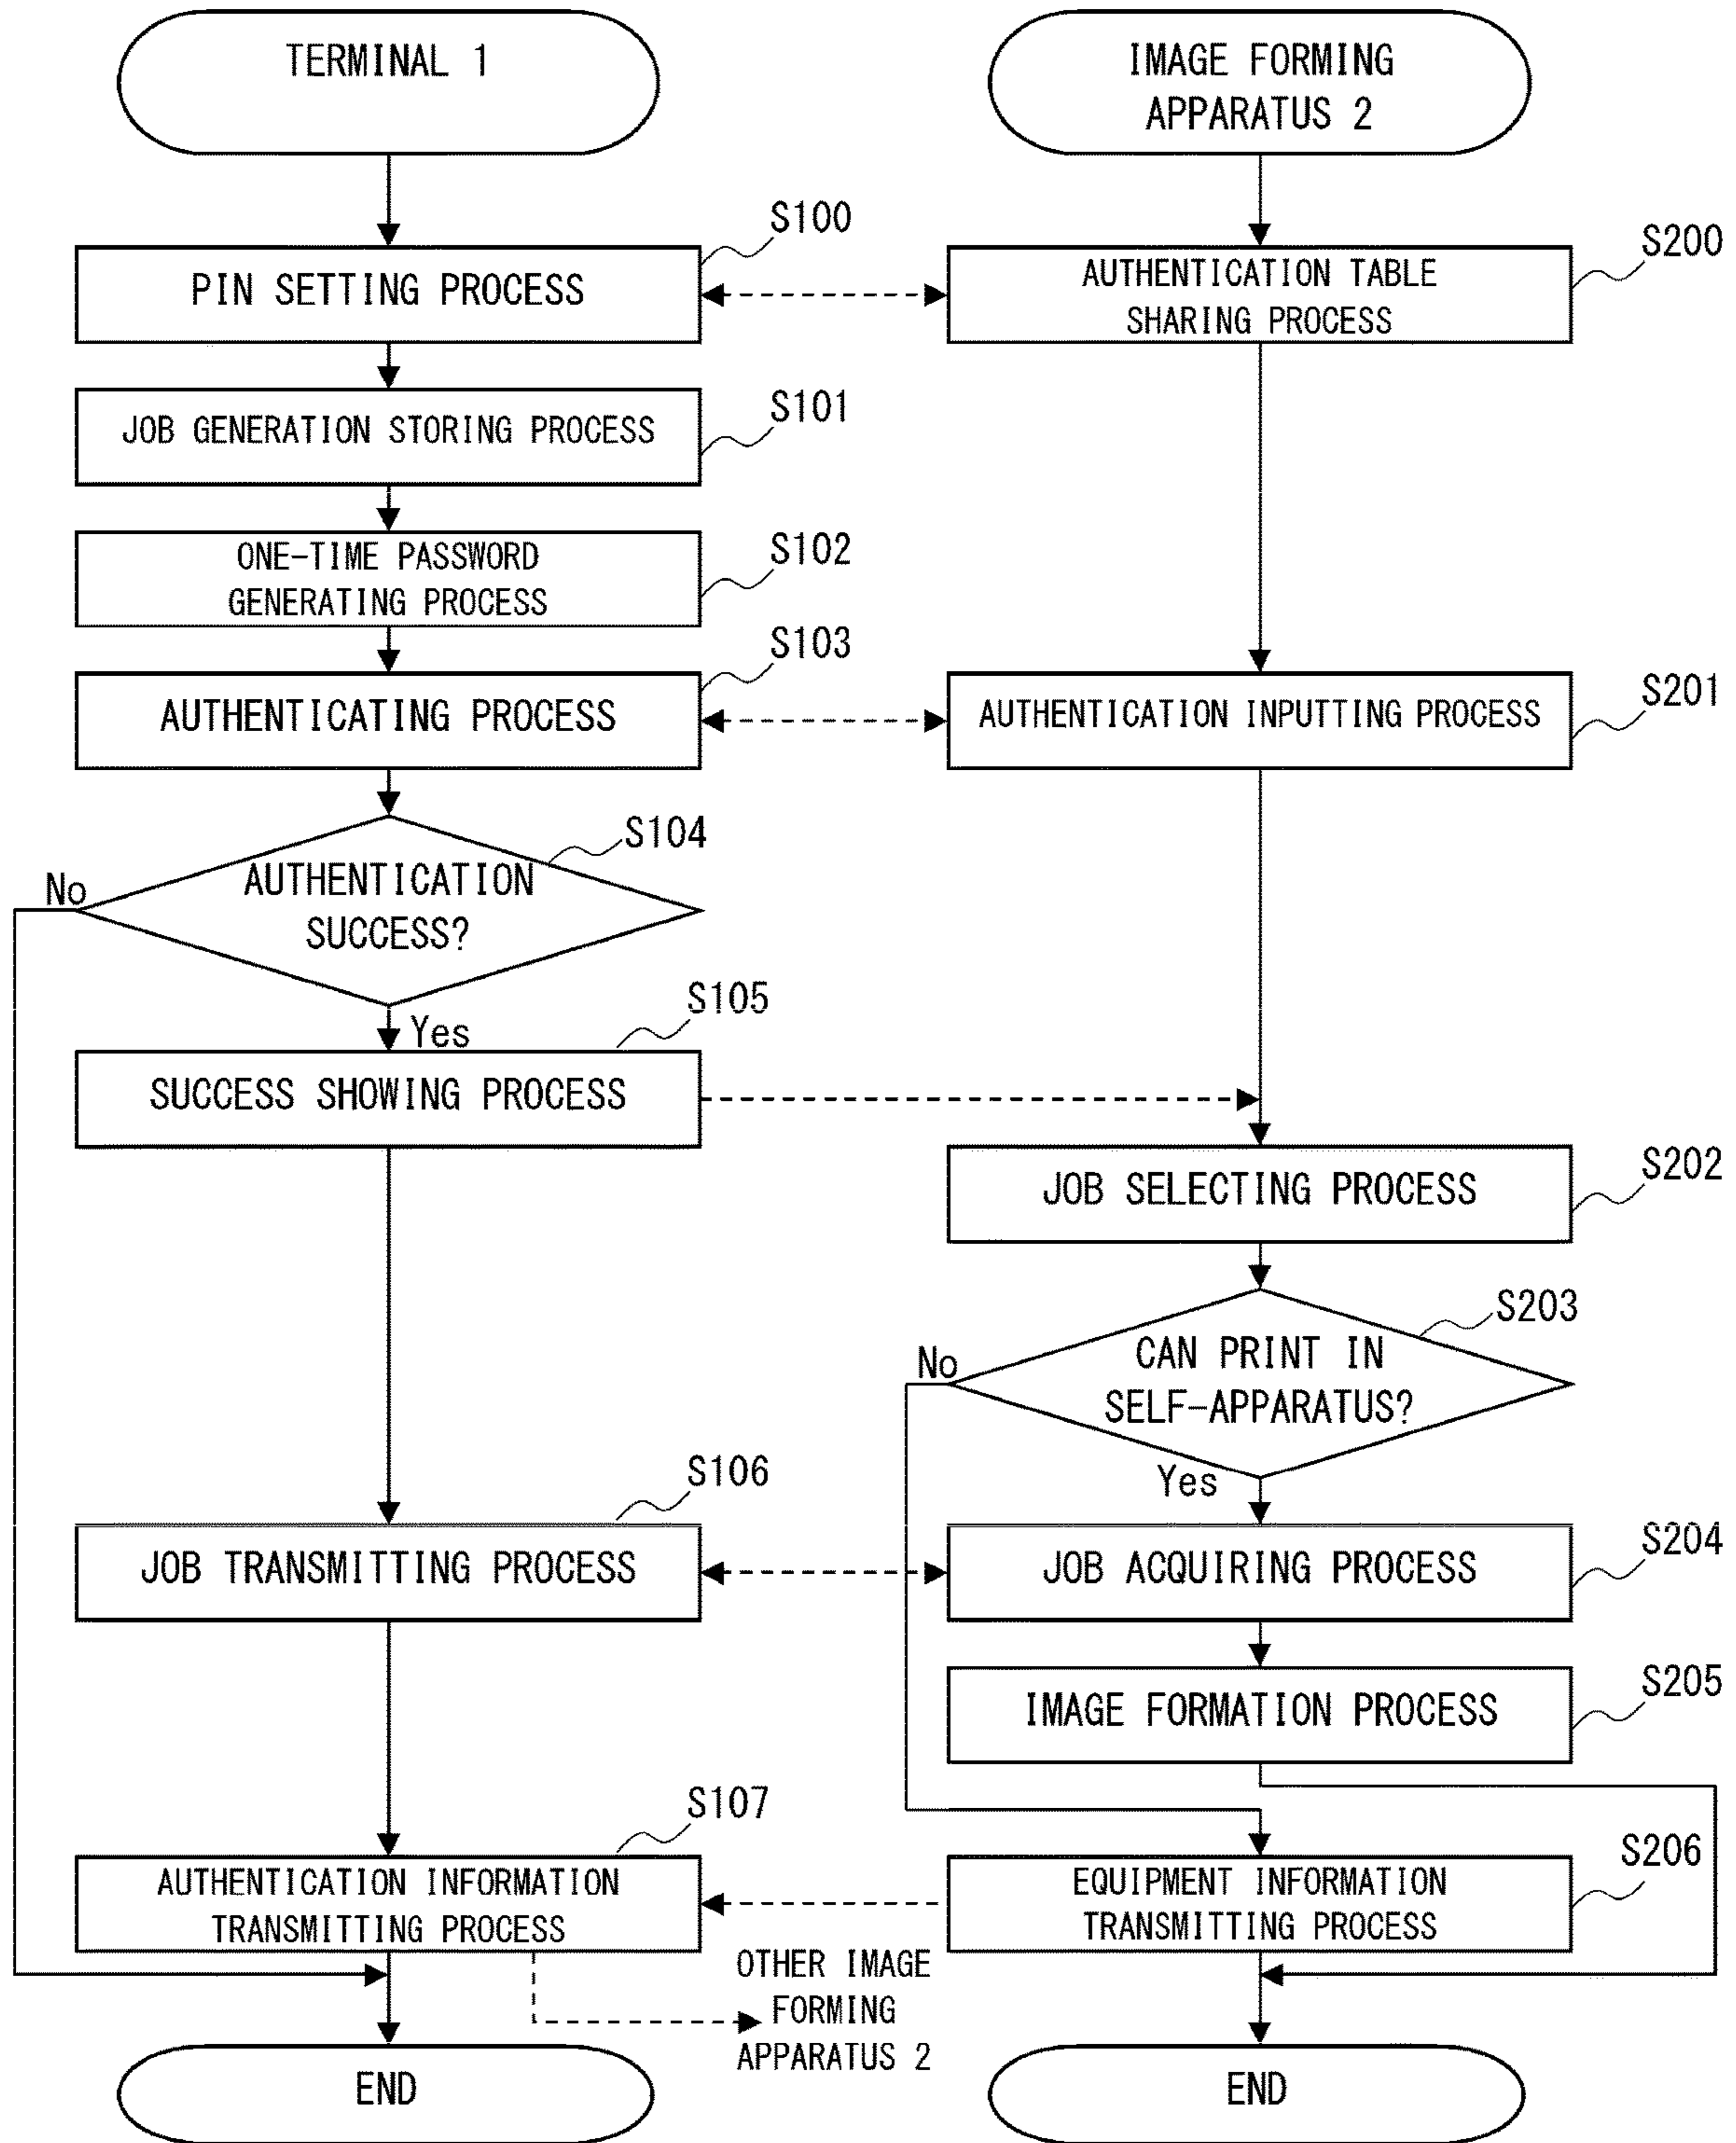 TERMINAL 1
IMAGE FORMING
APPARATUS 2
S100
PIN SETTING PROCESS
S200
AUTHENTICATION TABLE
SHARING PROCESS
S101
JOB GENERATION STORING PROCESS
S102
ONE-TIME PASSWORD
GENERATING PROCESS
S103
AUTHENTICATING PROCESS
S201
AUTHENTICATION INPUTTING PROCESS
S104
No
AUTHENTICATION
SUCCESS?
Yes
S105
SUCCESS SHOWING PROCESS
S202
JOB SELECTING PROCESS
S203
No
CAN PRINT IN
SELF-APPARATUS?
Yes
S106
JOB TRANSMITTING PROCESS
S204
JOB ACQUIRING PROCESS
S205
IMAGE FORMATION PROCESS
S107
AUTHENTICATION INFORMATION
TRANSMITTING PROCESS
S206
EQUIPMENT INFORMATION
TRANSMITTING PROCESS
OTHER IMAGE
FORMING
APPARATUS 2
END
END